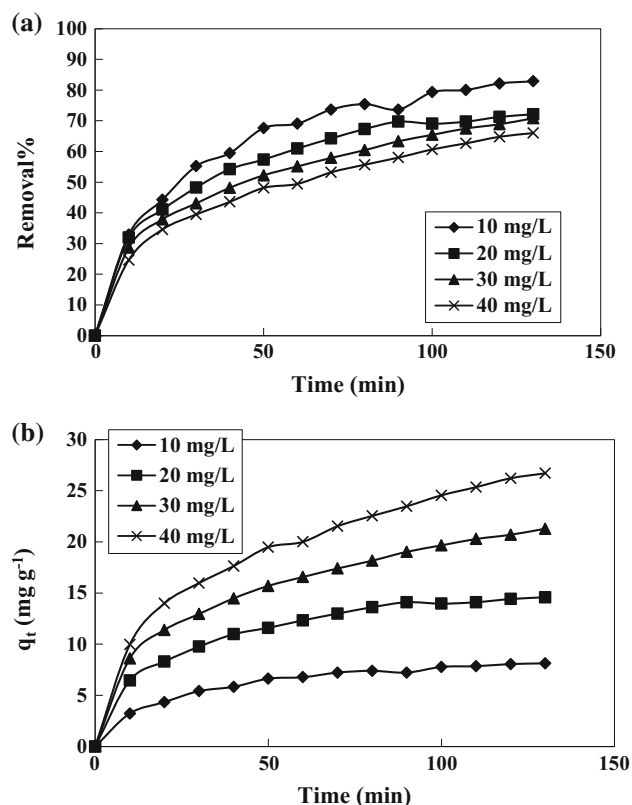 (a)
100
90
80
70
60
50
40
30
20
10
0
Removal%
10 mg/L
20 mg/L
30 mg/L
40 mg/L
0 50 100 150
Time (min)
(b)
30
25
20
15
10
5
0
qt (mg g-1)
10 mg/L
20 mg/L
30 mg/L
40 mg/L
0 50 100 150
Time (min)